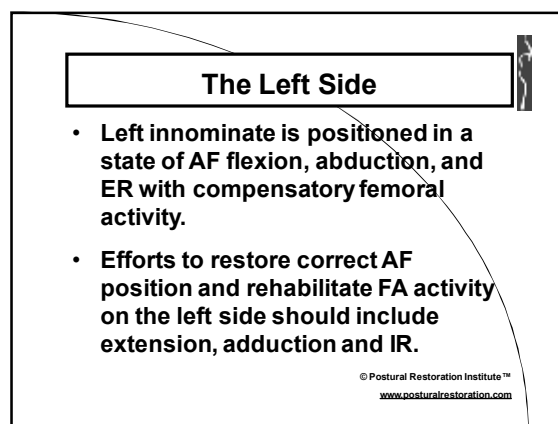 The Left Side
• Left innominate is positioned in a
state of AF flexion, abduction, and
ER with compensatory femoral
activity.
• Efforts to restore correct AF
position and rehabilitate FA activity
on the left side should include
extension, adduction and IR.
© Postural Restoration Institute™
www.posturalrestoration.com